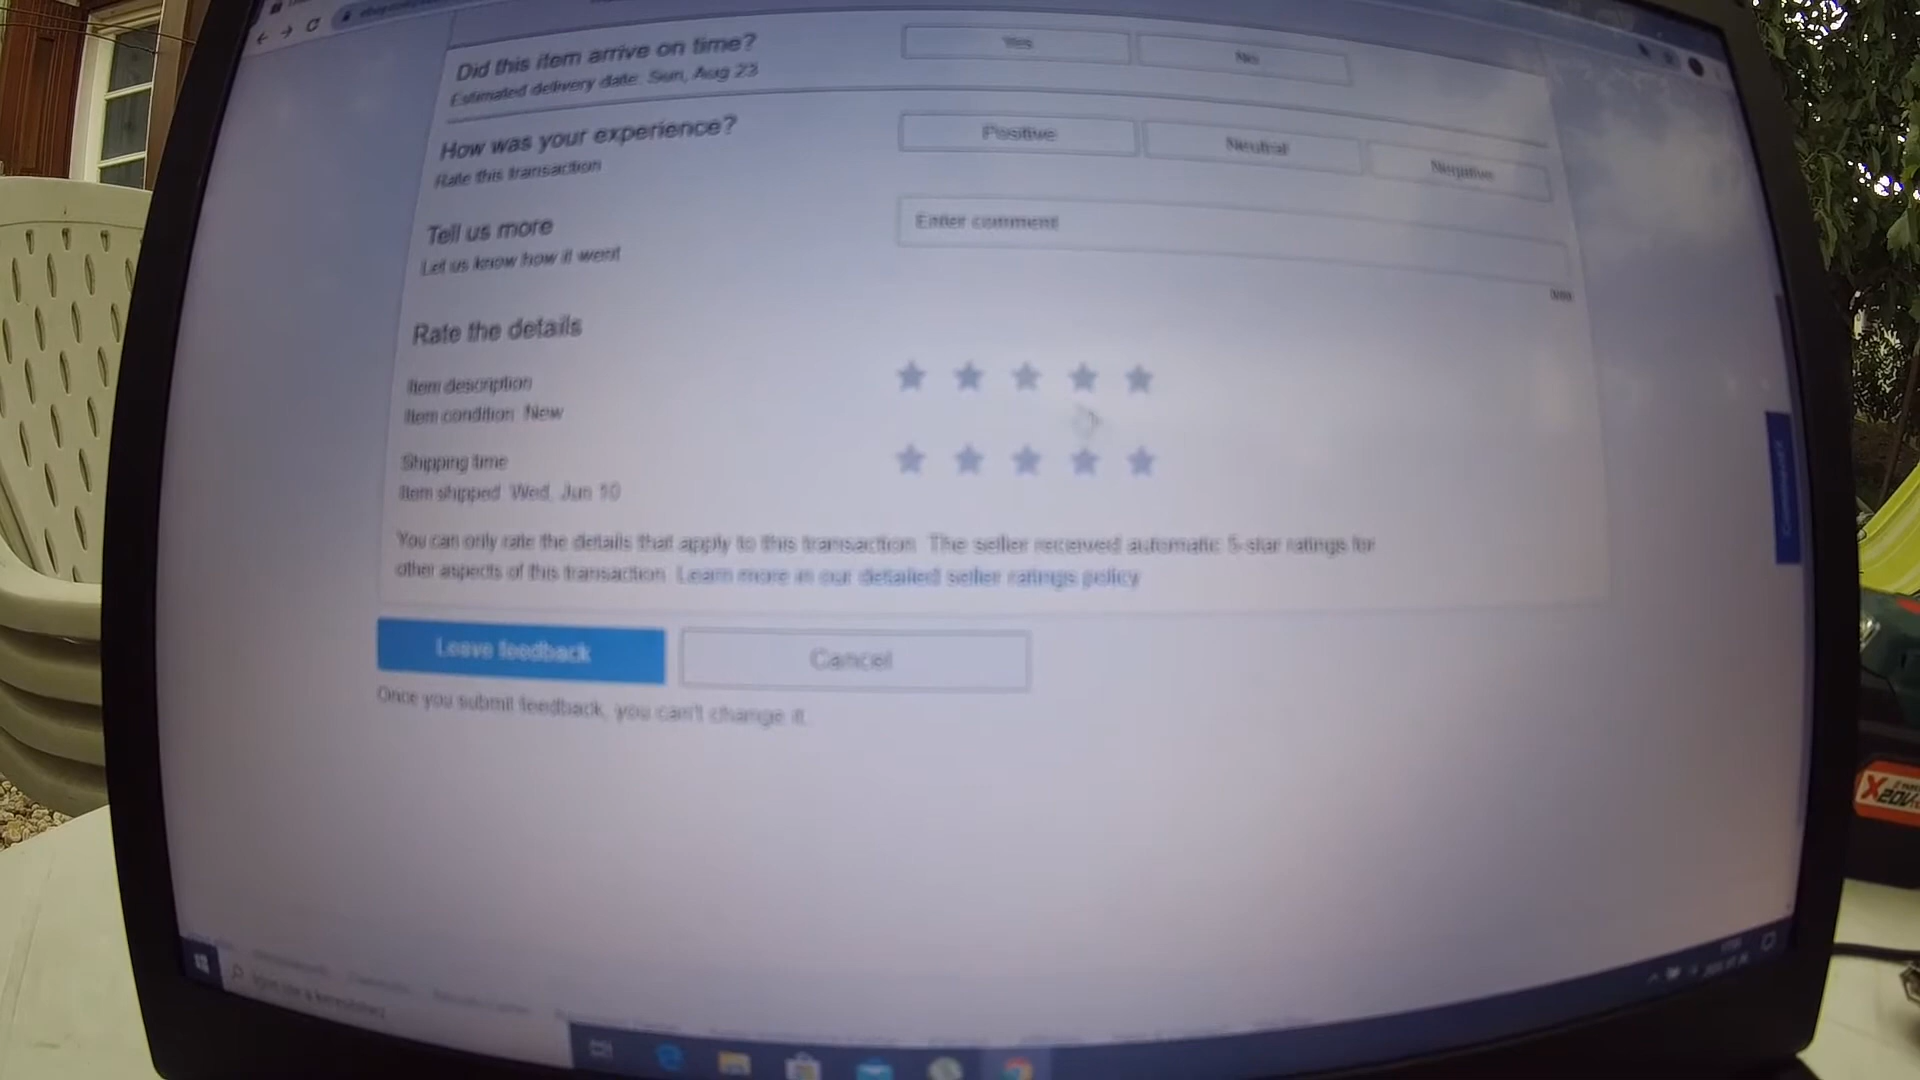 Did this item arrive on time?
Yes
No
Estimated delivery date: Sun, Aug 23
How was your experience?
Positive
Neutral
Negative
Rate this transaction
Tell us more
Enter comment
Let us know how it went
Rate the details
Item description
Item condition: New
Shipping time
Item shipped: Wed, Jun 10
You can only rate the details that apply to this transaction. The seller received automatic 5-star ratings for
other aspects of this transaction. Learn more in our detailed seller ratings policy
Leave feedback
Cancel
Once you submit feedback, you can't change it.
X20V